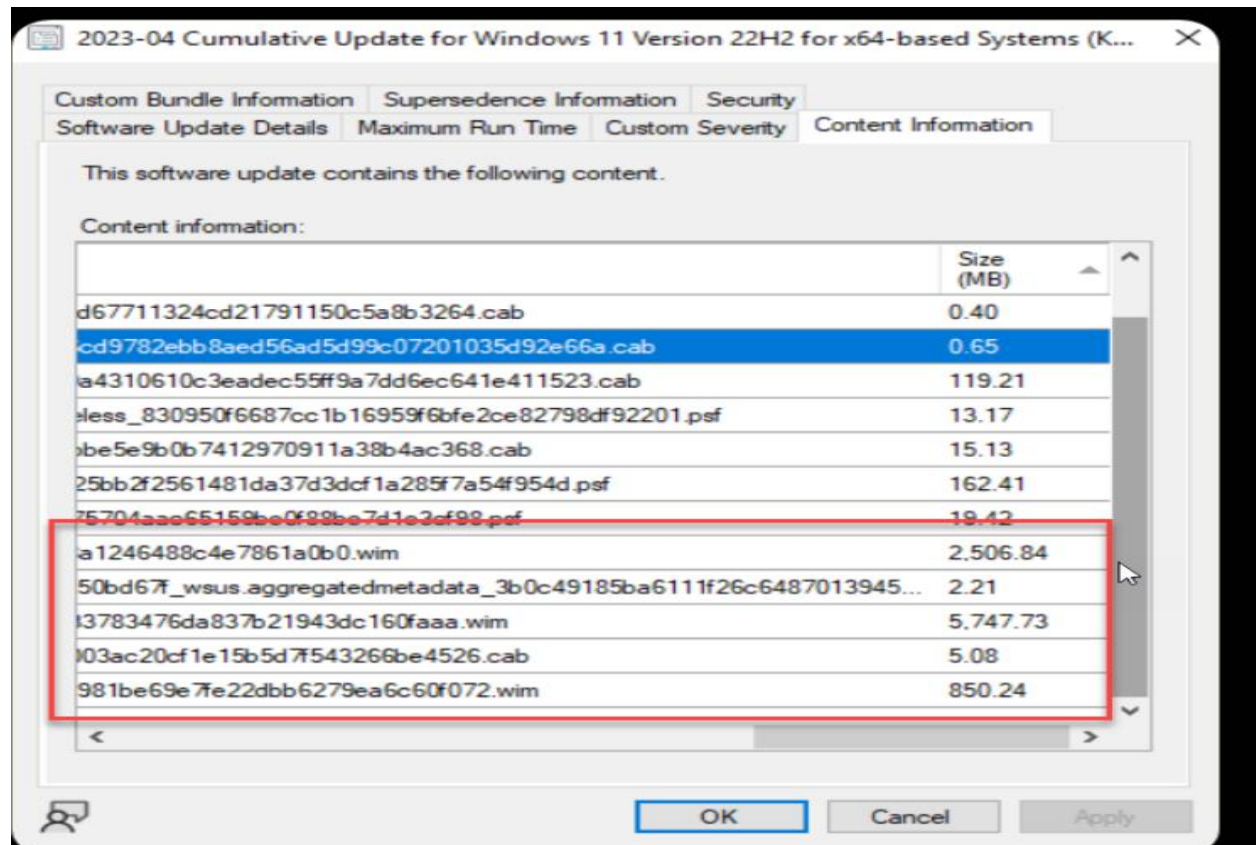 2023-04 Cumulative Update for Windows 11 Version 22H2 for x64-based Systems (K...
Custom Bundle Information Supersedence Information Security
Software Update Details Maximum Run Time Custom Severity Content Information
This software update contains the following content.
Content information:
Size
(MB)
d67711324cd21791150c5a8b3264.cab 0.40
cd9782ebb8aed56ad5d99c07201035d92e66a.cab 0.65
a4310610c3eadec55ff9a7dd6ec641e411523.cab 119.21
eless_830950f6687cc1b16959f6bfe2ce82798df92201.psf 13.17
bbe5e9b0b7412970911a38b4ac368.cab 15.13
25bb2f2561481da37d3dcf1a285f7a54f954d.psf 162.41
19.42
a1246488c4e7861a0b0.wim 2,506.84
50bd67f_wsus.aggregatedmetadata_3b0c49185ba6111f26c6487013945... 2.21
3783476da837b21943dc160faaa.wim 5,747.73
03ac20cf1e15b5d7f543266be4526.cab 5.08
981be69e7fe22dbb6279ea6c60f072.wim 850.24
OK Cancel Apply